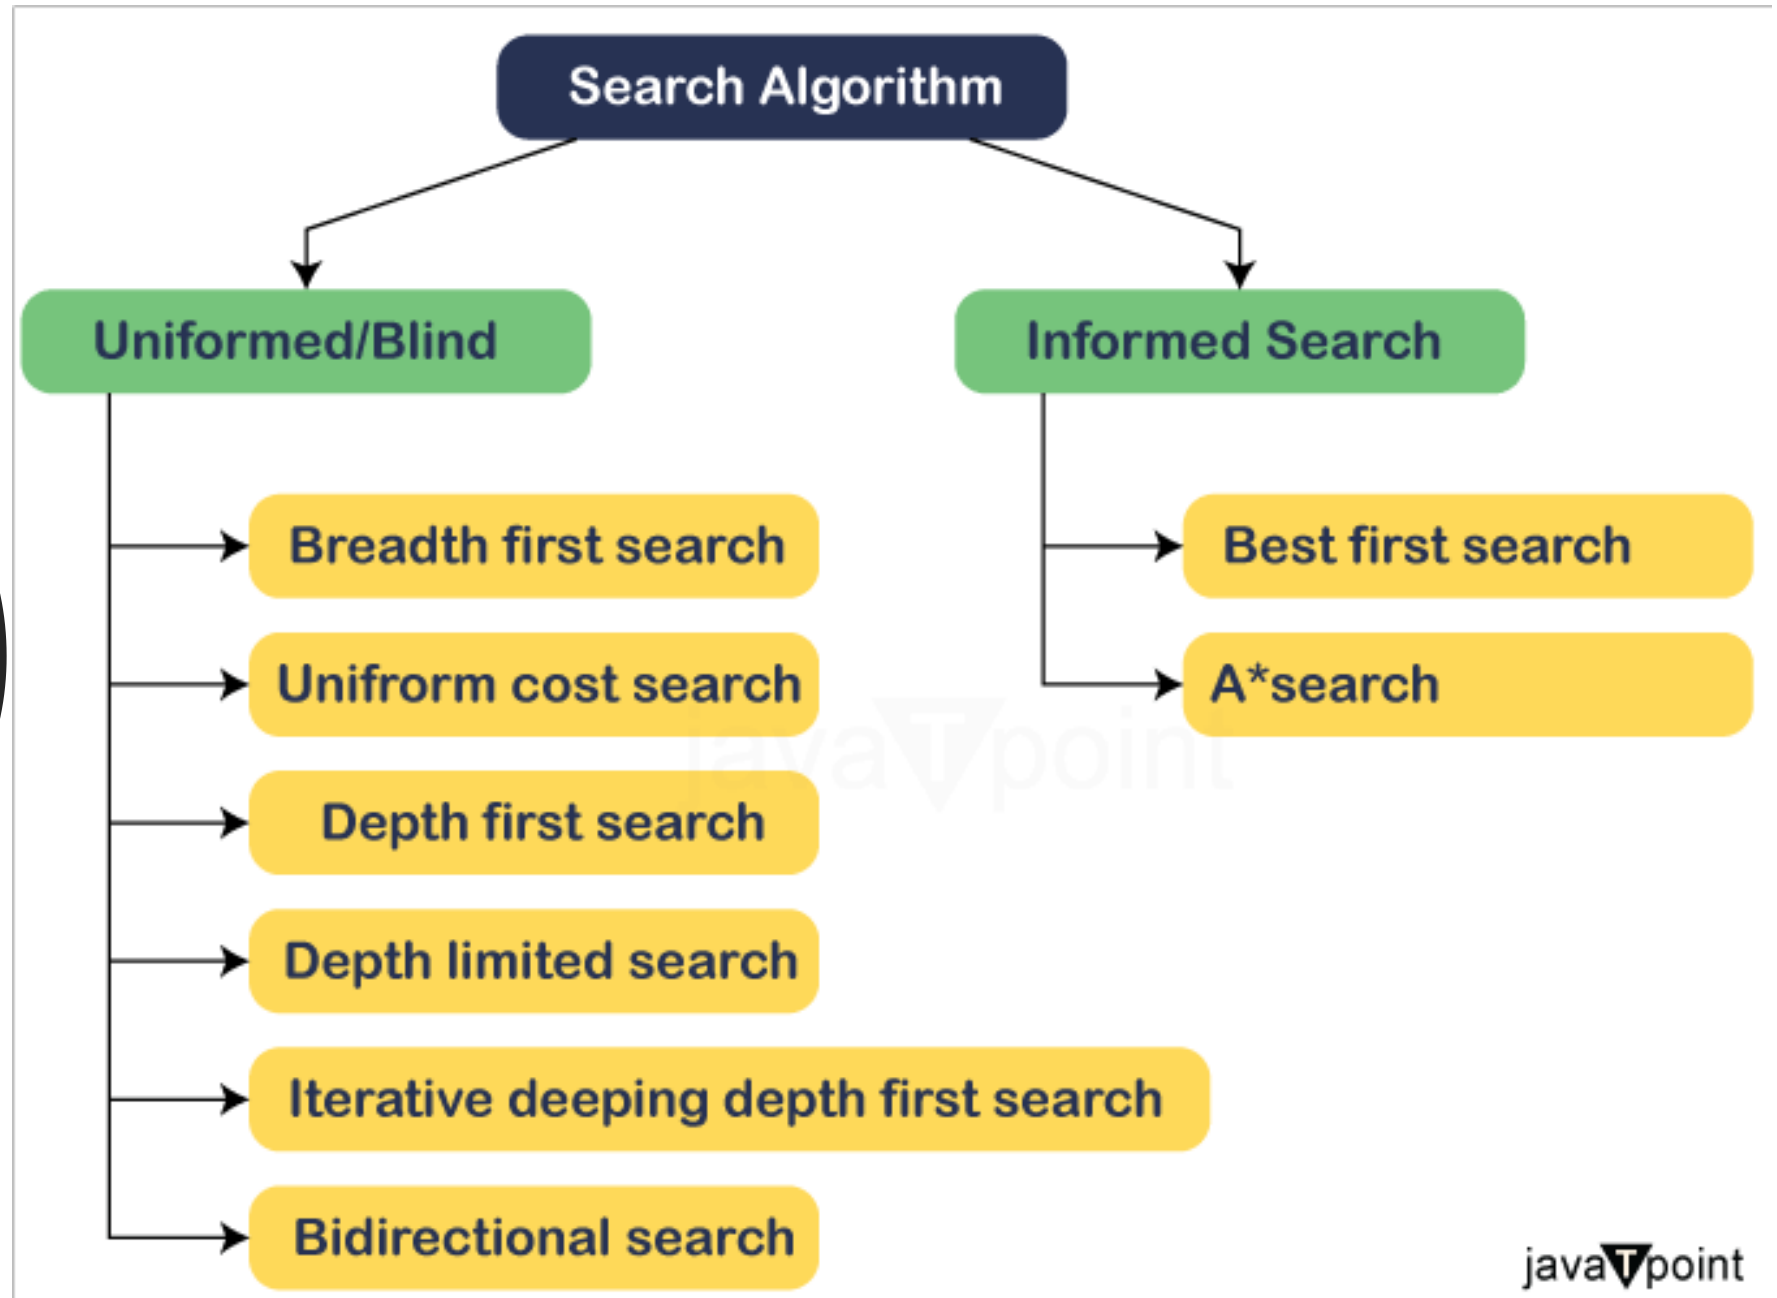 Search Algorithm
Uniformed/Blind
Informed Search
Breadth first search
Best first search
Unifrorm cost search
A*search
javaTpoint
Depth first search
Depth limited search
Iterative deeping depth first search
Bidirectional search
javaTpoint